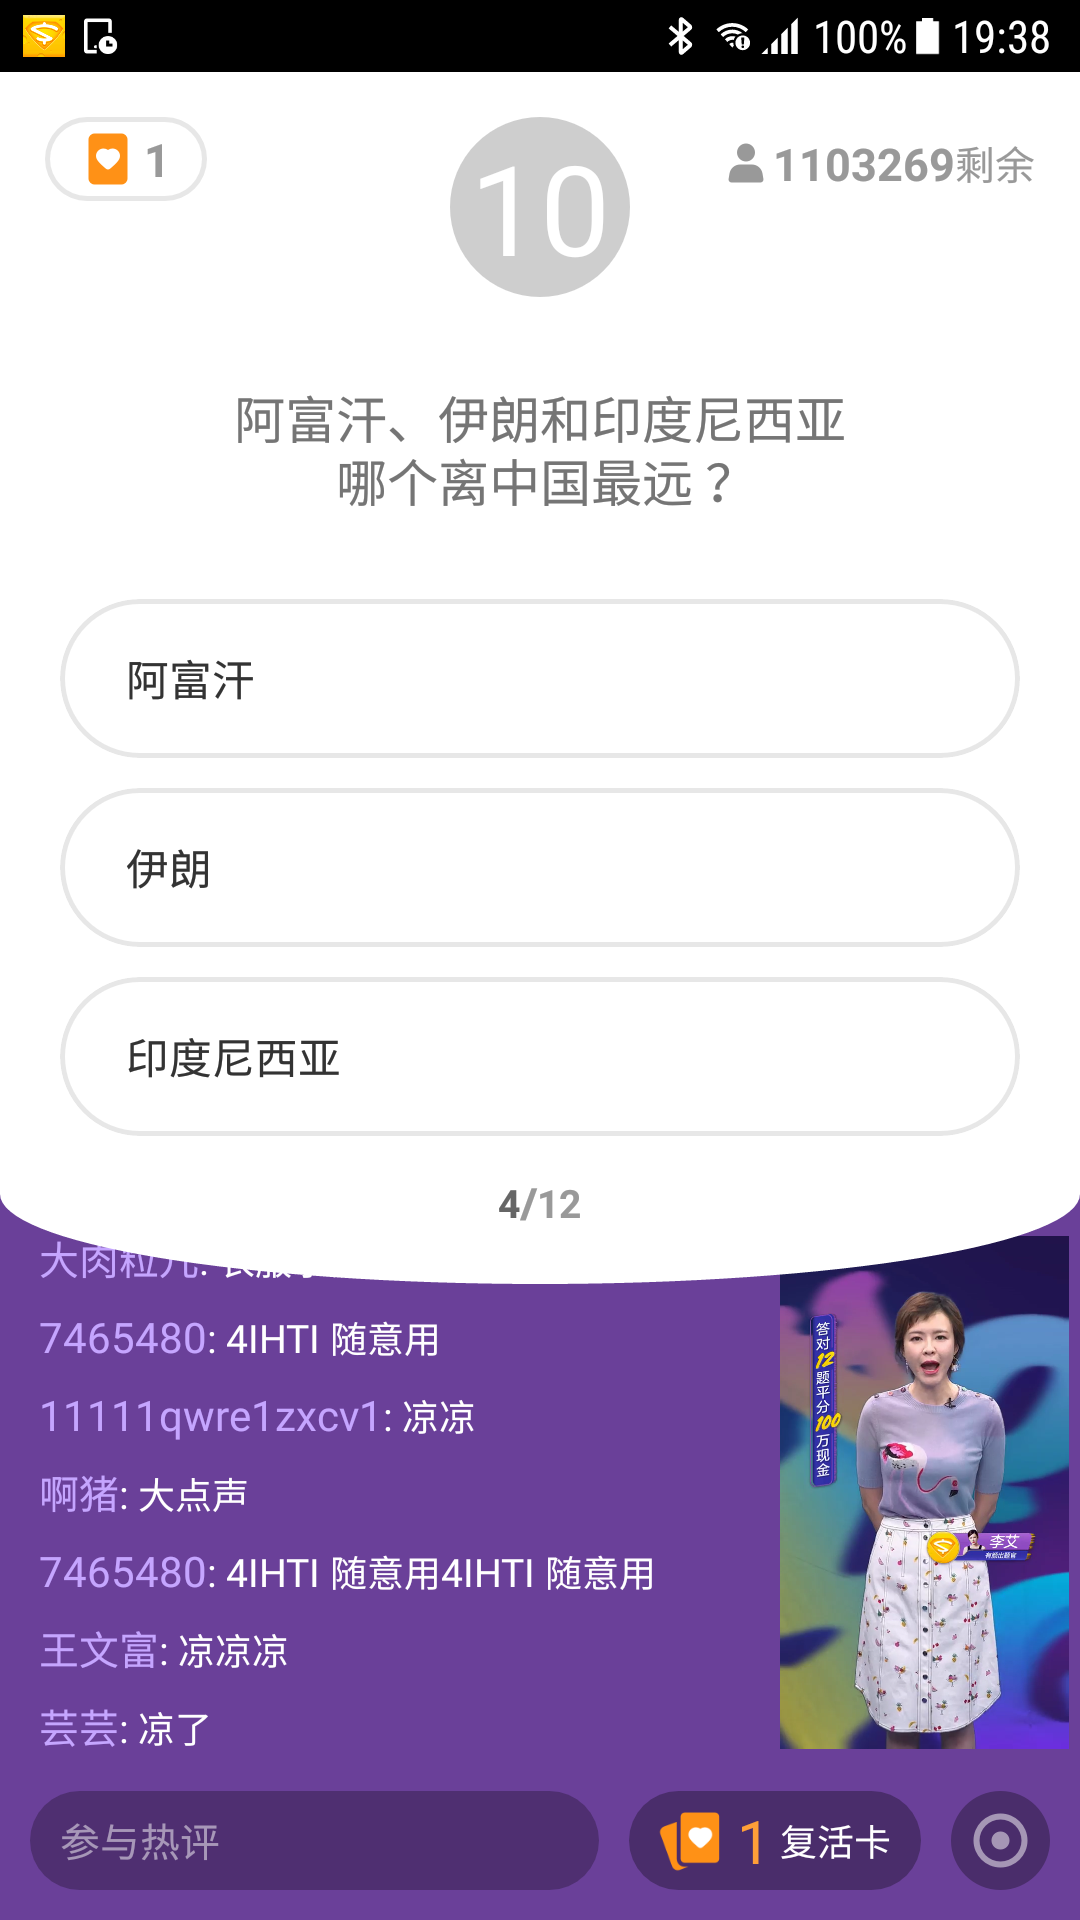 100% 19:38
1
10
1103269剩余
阿富汗、伊朗和印度尼西亚
哪个离中国最远？
阿富汗
伊朗
印度尼西亚
4/12
大肉粒儿:
7465480: 4IHTI 随意用
11111qwre1zxcv1: 凉凉
啊猪: 大点声
7465480: 4IHTI 随意用4IHTI 随意用
王文富: 凉凉凉
芸芸: 凉了
答对12题平分100万现金
李艾
参与热评
1 复活卡